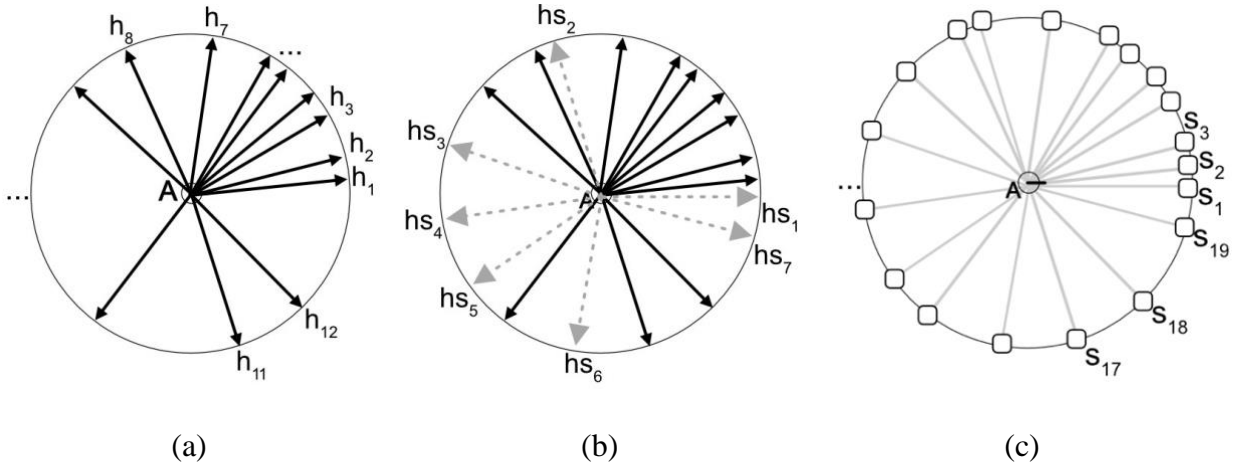 h₈
h₇
...
h₃
h₂
h₁
A
...
h₁₂
h₁₁
hs₂
hs₃
A
hs₁
hs₄
hs₇
hs₅
hs₆
S₃
S₂
A
...
S₁
S₁₉
S₁₈
S₁₇
(a) (b) (c)